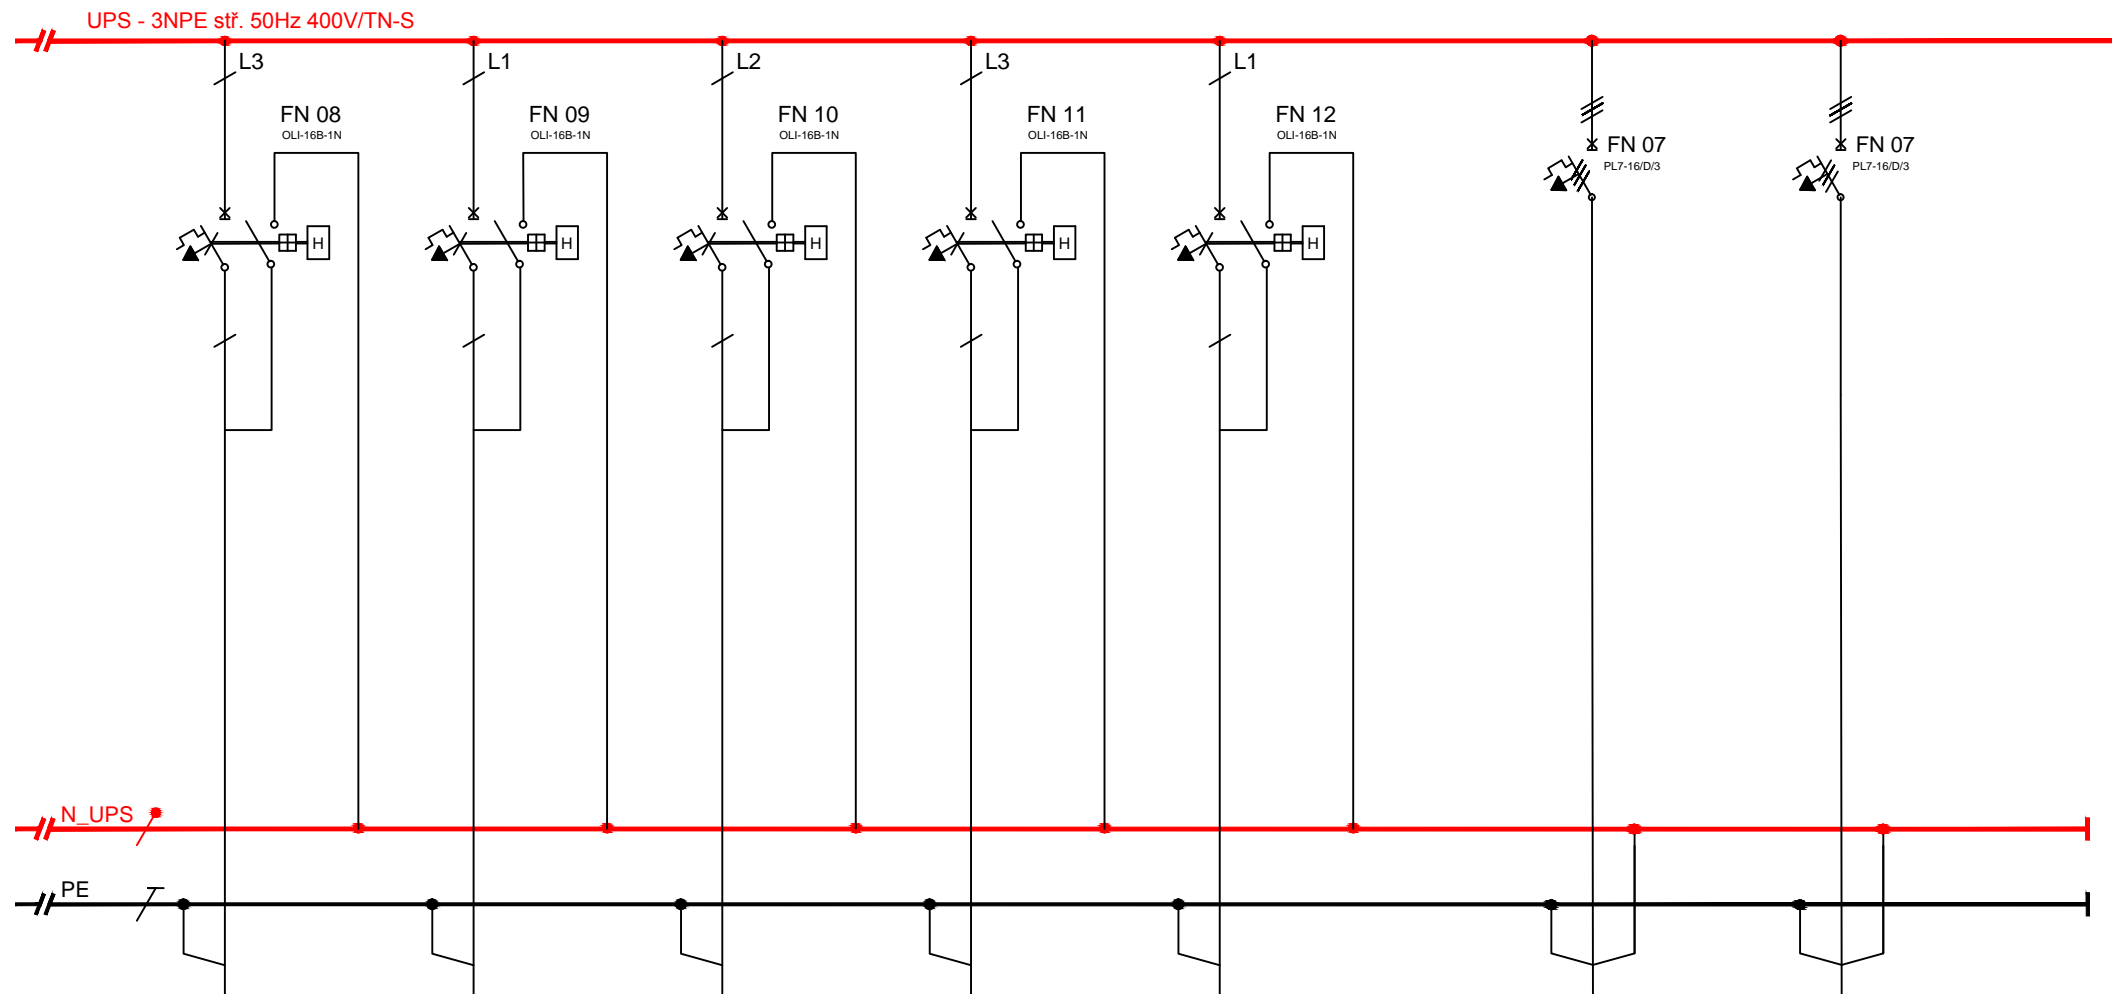 UPS - 3NPE stř. 50Hz 400V/TN-S
L3
L1
L2
L3
L1
FN 08
OLI-16B-1N
FN 09
OLI-16B-1N
FN 10
OLI-16B-1N
FN 11
OLI-16B-1N
FN 12
OLI-16B-1N
FN 07
PL7-16/D/3
FN 07
PL7-16/D/3
H
H
H
H
H
N_UPS
PE